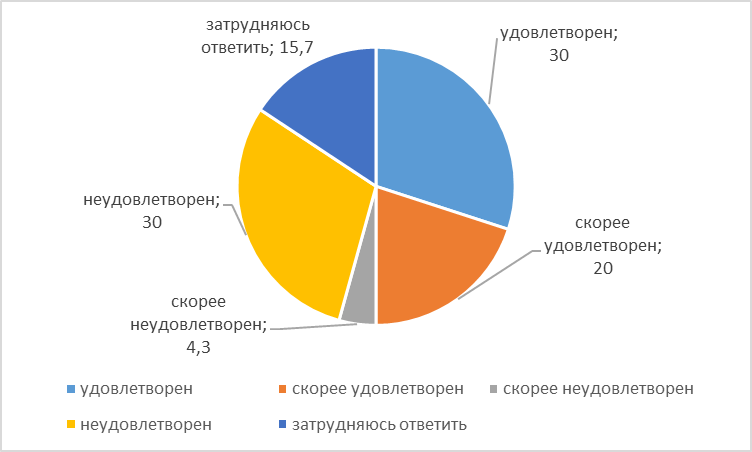 затрудняюсь
ответить; 15,7
удовлетворен;
30
неудовлетворен;
30
скорее
удовлетворен;
20
скорее
неудовлетворен;
4,3
удовлетворен
скорее удовлетворен
скорее неудовлетворен
неудовлетворен
затрудняюсь ответить